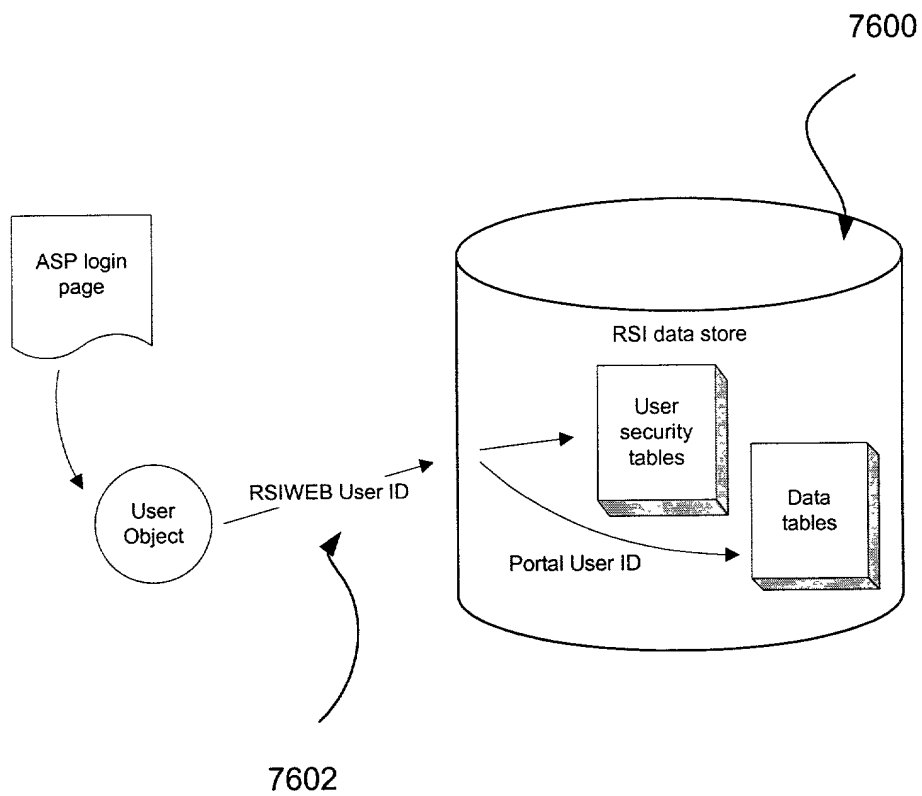 7600
ASP login
page
RSI data store
User
security
tables
RSIWEB User ID
User
Object
Data
tables
Portal User ID
7602